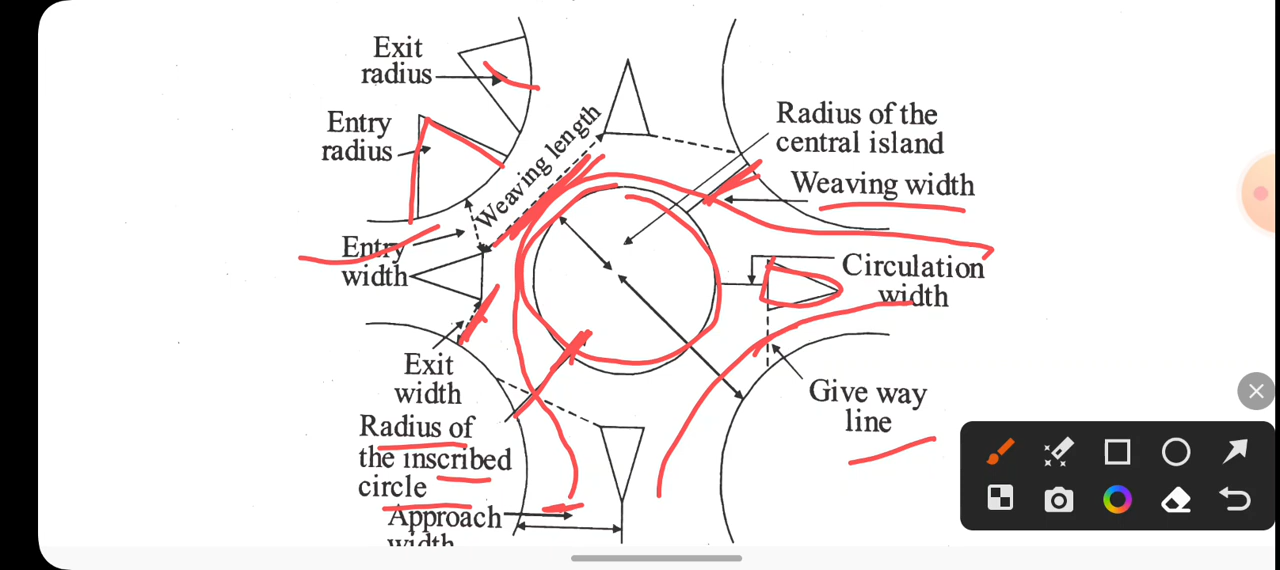 Exit
radius
Entry
radius
Weaving length
Radius of the
central island
Weaving width
Entry
width
Circulation
width
Exit
width
Give way
line
Radius of
the inscribed
circle
Approach
width